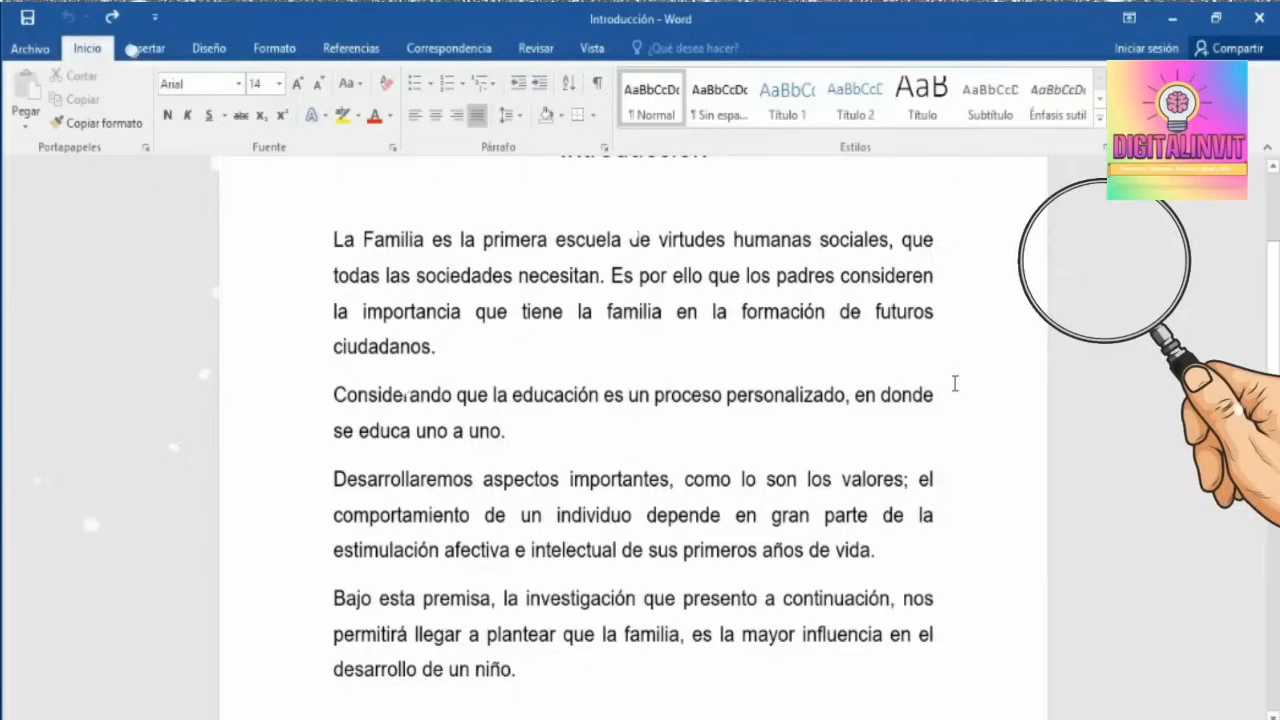 Introducción - Word
Archivo Inicio Insertar Diseño Formato Referencias Correspondencia Revisar Vista ¿Qué desea hacer? Iniciar sesión Compartir
Pegar
Cortar
Copiar
Copiar formato
Portapapeles
Arial 14
N K S abc X₂ X²
Fuente
Párrafo
AaBbCcDc AaBbCcDc AaBbCc AaBbCcD AaB AaBbCcD AaBbCcDc
¶ Normal ¶ Sin espa... Título 1 Título 2 Título Subtítulo Énfasis sutil
Estilos
DIGITALINVIT
Introducción
La Familia es la primera escuela de virtudes humanas sociales, que
todas las sociedades necesitan. Es por ello que los padres consideren
la importancia que tiene la familia en la formación de futuros
ciudadanos.
Considerando que la educación es un proceso personalizado, en donde
se educa uno a uno.
Desarrollaremos aspectos importantes, como lo son los valores; el
comportamiento de un individuo depende en gran parte de la
estimulación afectiva e intelectual de sus primeros años de vida.
Bajo esta premisa, la investigación que presento a continuación, nos
permitirá llegar a plantear que la familia, es la mayor influencia en el
desarrollo de un niño.